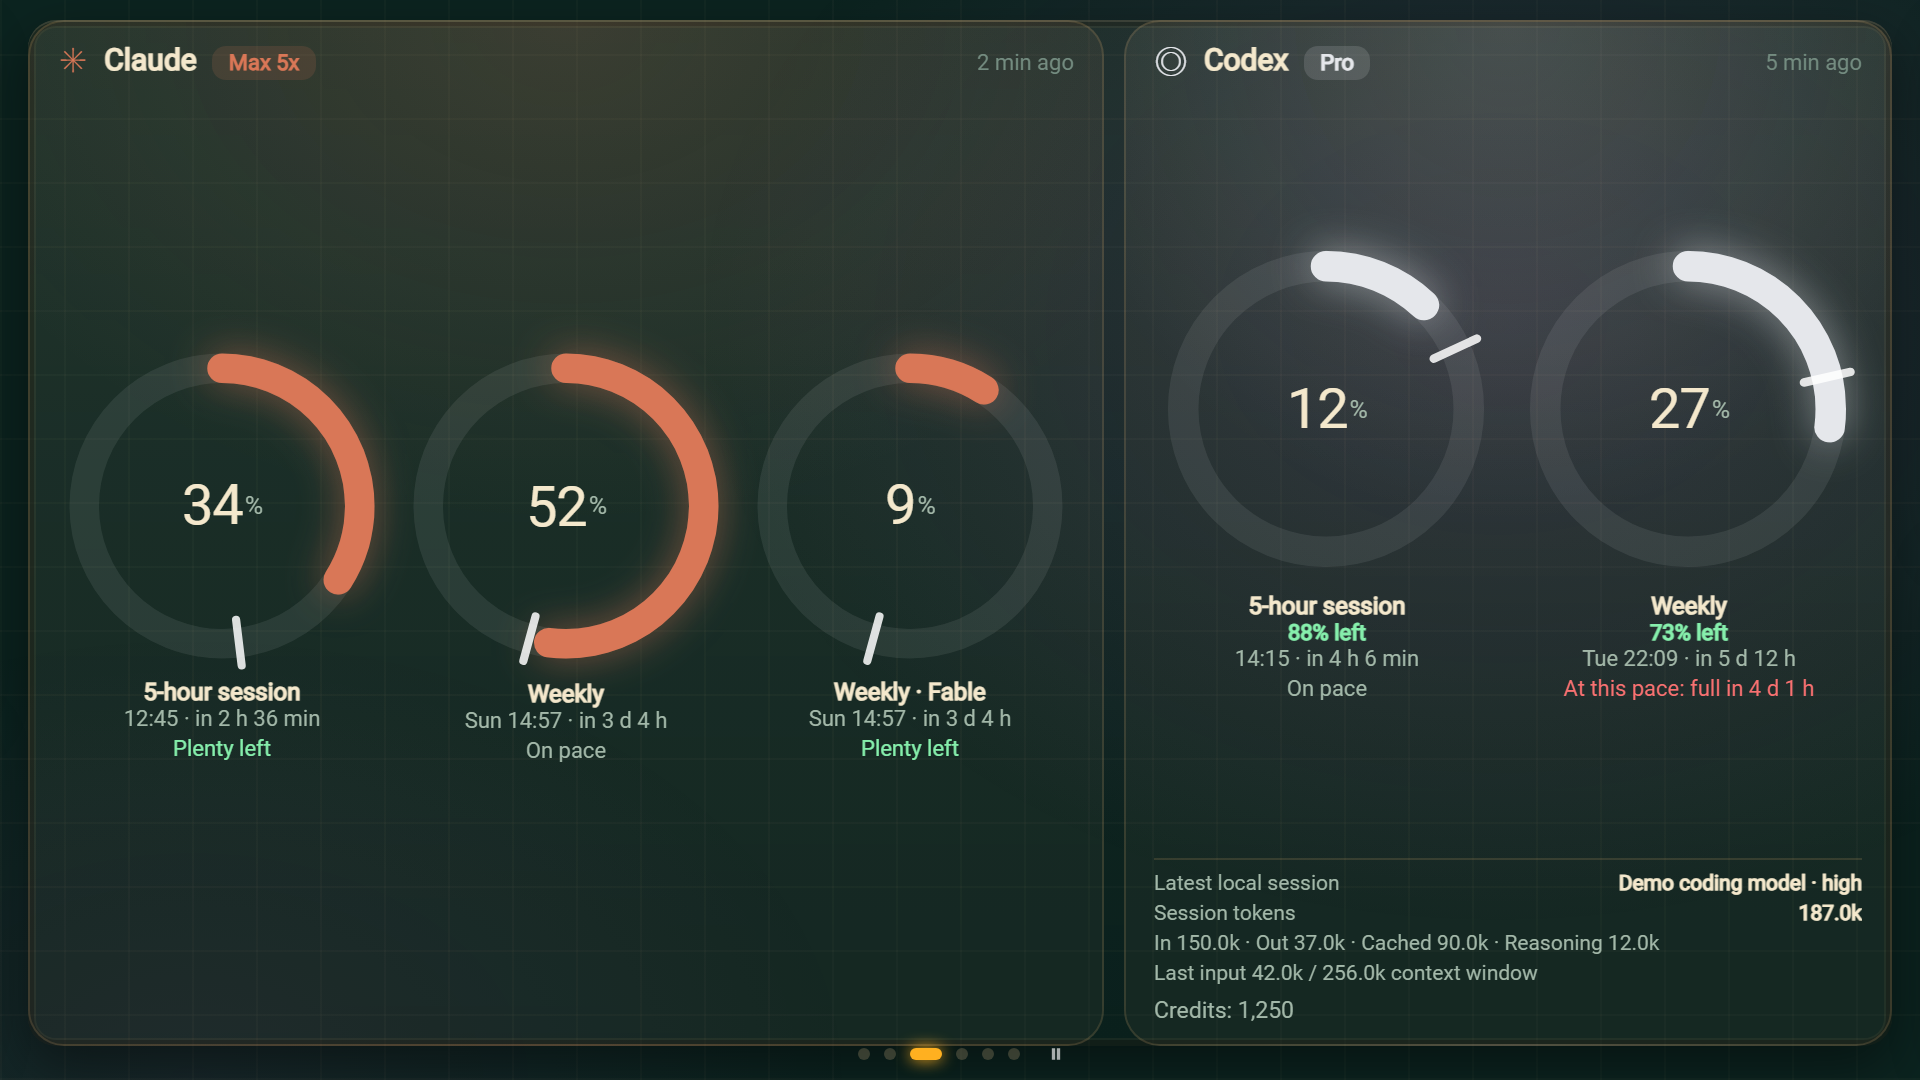 Claude Max 5x 2 min ago
34%
5-hour session
12:45 · in 2 h 36 min
Plenty left
52%
Weekly
Sun 14:57 · in 3 d 4 h
On pace
9%
Weekly · Fable
Sun 14:57 · in 3 d 4 h
Plenty left
Codex Pro 5 min ago
12%
5-hour session
88% left
14:15 · in 4 h 6 min
On pace
27%
Weekly
73% left
Tue 22:09 · in 5 d 12 h
At this pace: full in 4 d 1 h
Latest local session Demo coding model · high
Session tokens 187.0k
In 150.0k · Out 37.0k · Cached 90.0k · Reasoning 12.0k
Last input 42.0k / 256.0k context window
Credits: 1,250